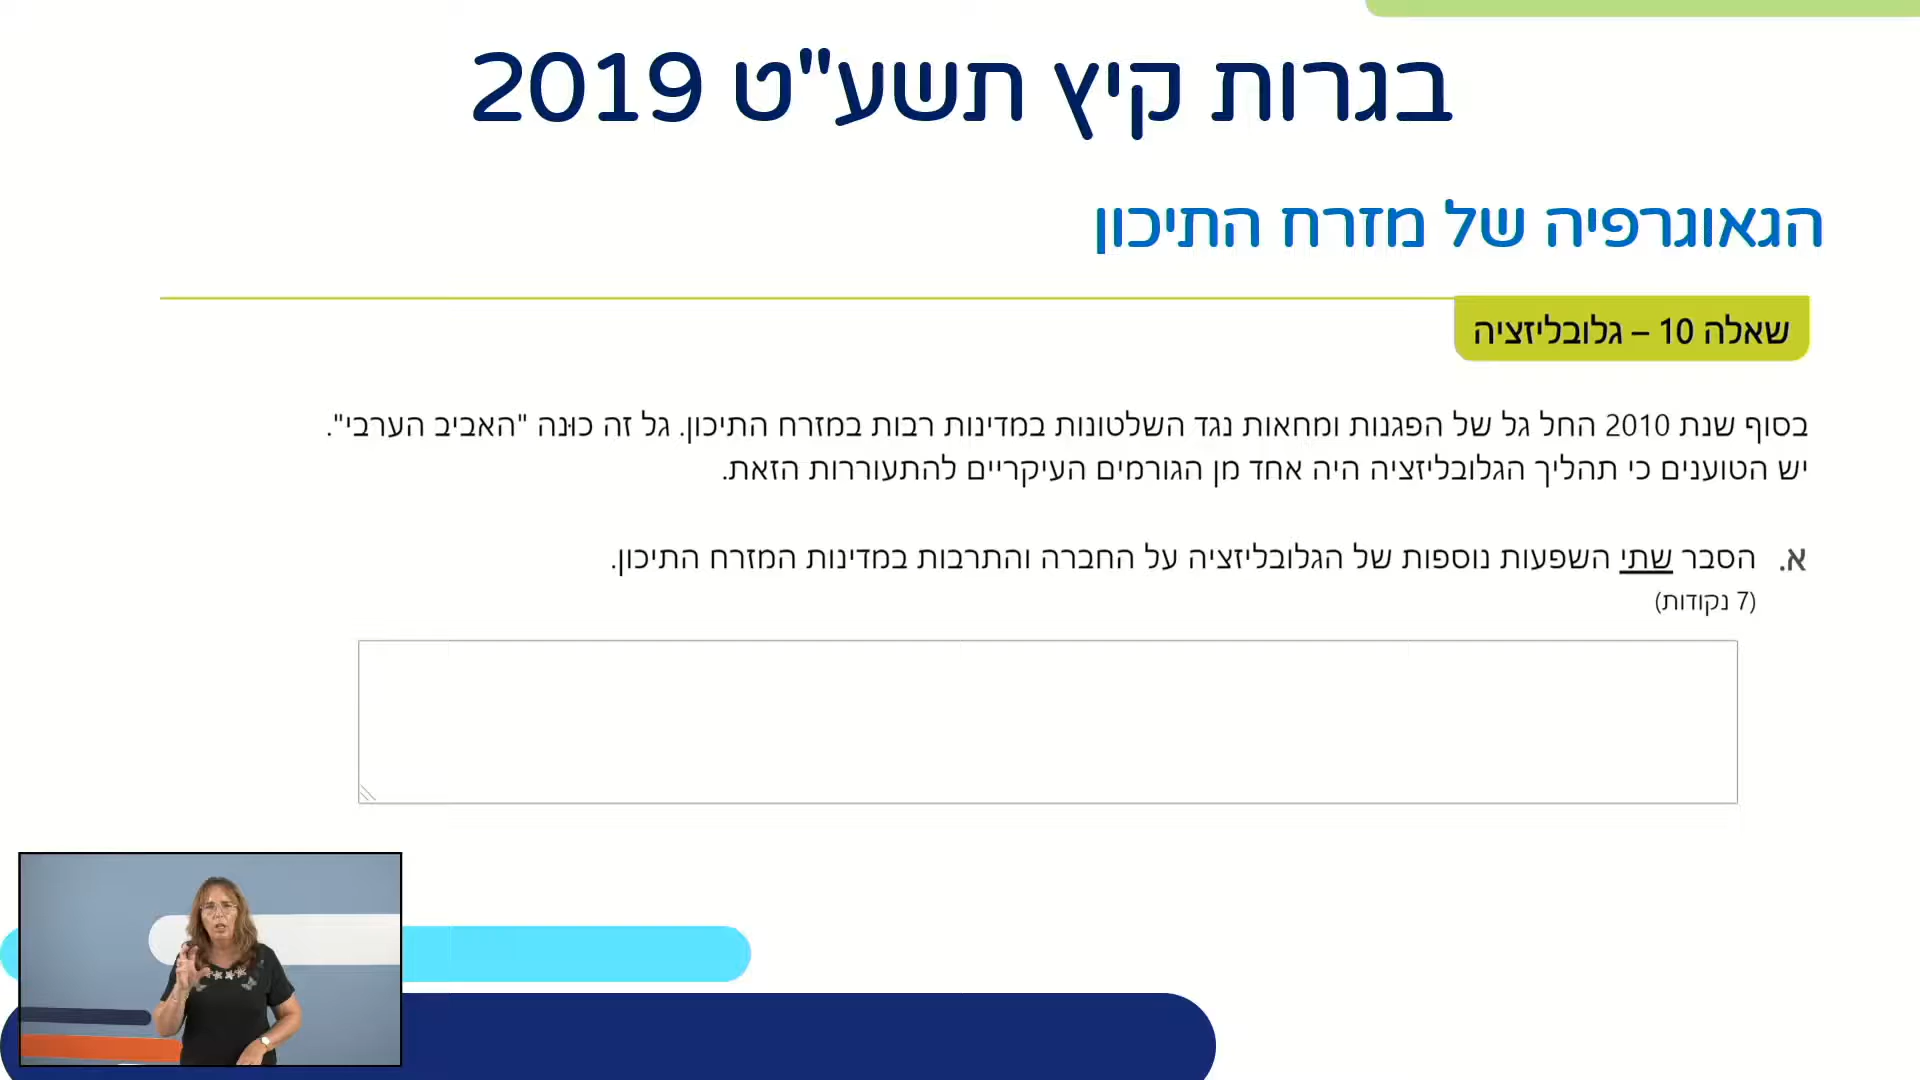 בגרות קיץ תשע"ט 2019
הגאוגרפיה של מזרח התיכון
שאלה 10 – גלובליזציה
בסוף שנת 2010 החל גל של הפגנות ומחאות נגד השלטונות במדינות רבות במזרח התיכון. גל זה כוּנה "האביב הערבי".
יש הטוענים כי תהליך הגלובליזציה היה אחד מן הגורמים העיקריים להתעוררות הזאת.
א. הסבר שתי השפעות נוספות של הגלובליזציה על החברה והתרבות במדינות המזרח התיכון.
(7 נקודות)